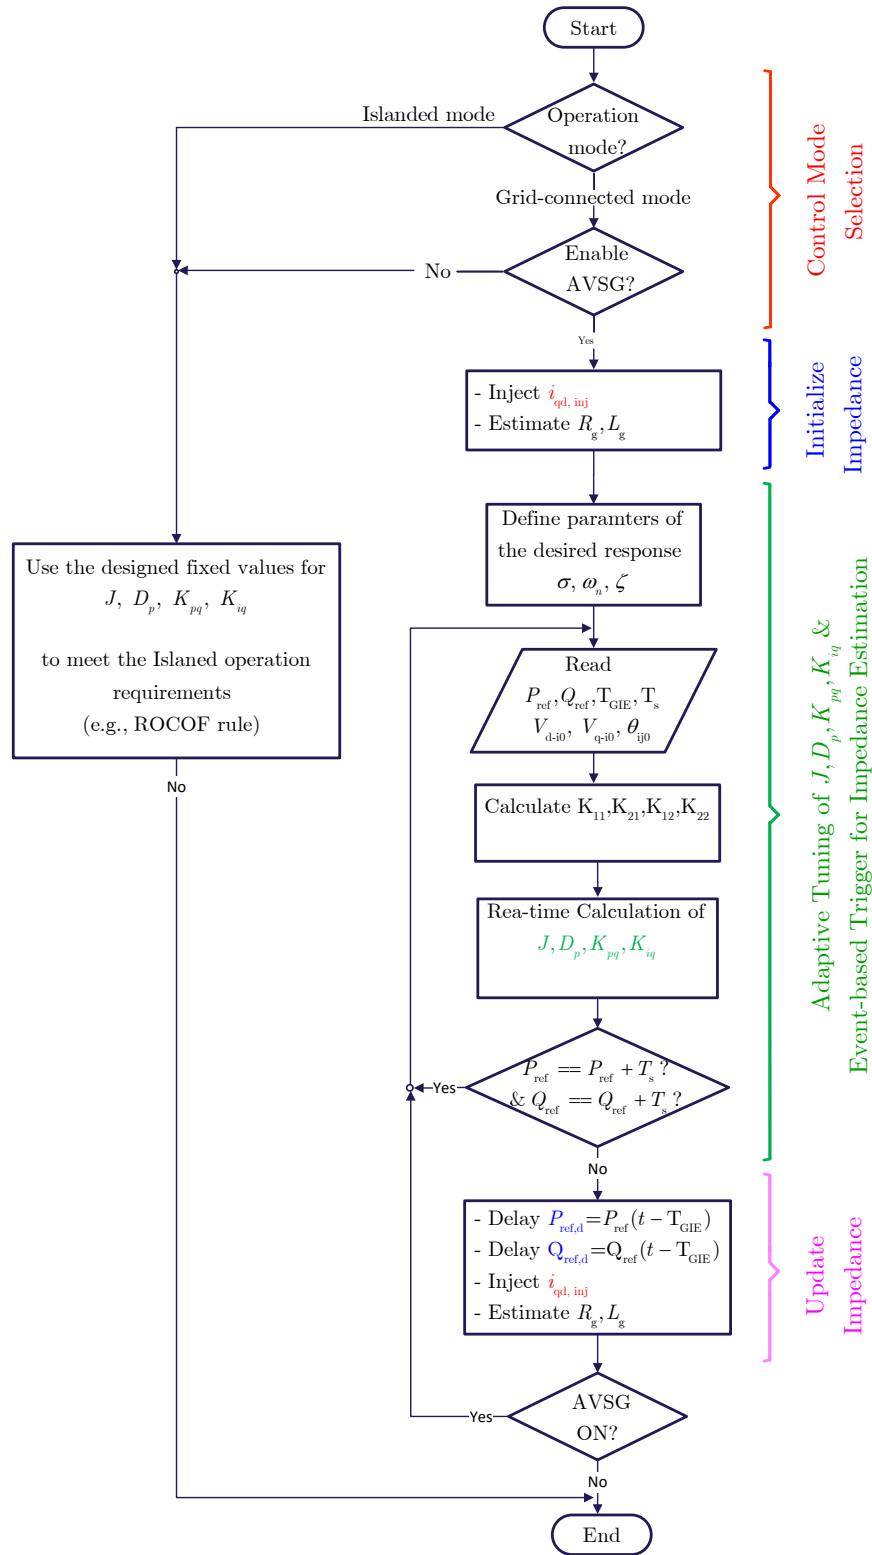 Start
Islanded mode
Operation
mode?
Grid-connected mode
Enable
AVSG?
No
Yes
- Inject i_qd, inj
- Estimate R_g, L_g
Define paramters of
the desired response
σ, ω_n, ζ
Use the designed fixed values for
J, D_p, K_pq, K_iq
to meet the Islaned operation
requirements
(e.g., ROCOF rule)
No
Read
P_ref, Q_ref, T_GIE, T_s
V_d-i0, V_q-i0, θ_ij0
Calculate K_11, K_21, K_12, K_22
Rea-time Calculation of
J, D_p, K_pq, K_iq
P_ref == P_ref + T_s ?
& Q_ref == Q_ref + T_s ?
Yes
No
- Delay P_ref,d=P_ref(t − T_GIE)
- Delay Q_ref,d=Q_ref(t − T_GIE)
- Inject i_qd, inj
- Estimate R_g, L_g
AVSG
ON?
Yes
No
End
Control Mode
Selection
Initialize
Impedance
Adaptive Tuning of J, D_p, K_pq, K_iq &
Event-based Trigger for Impedance Estimation
Update
Impedance